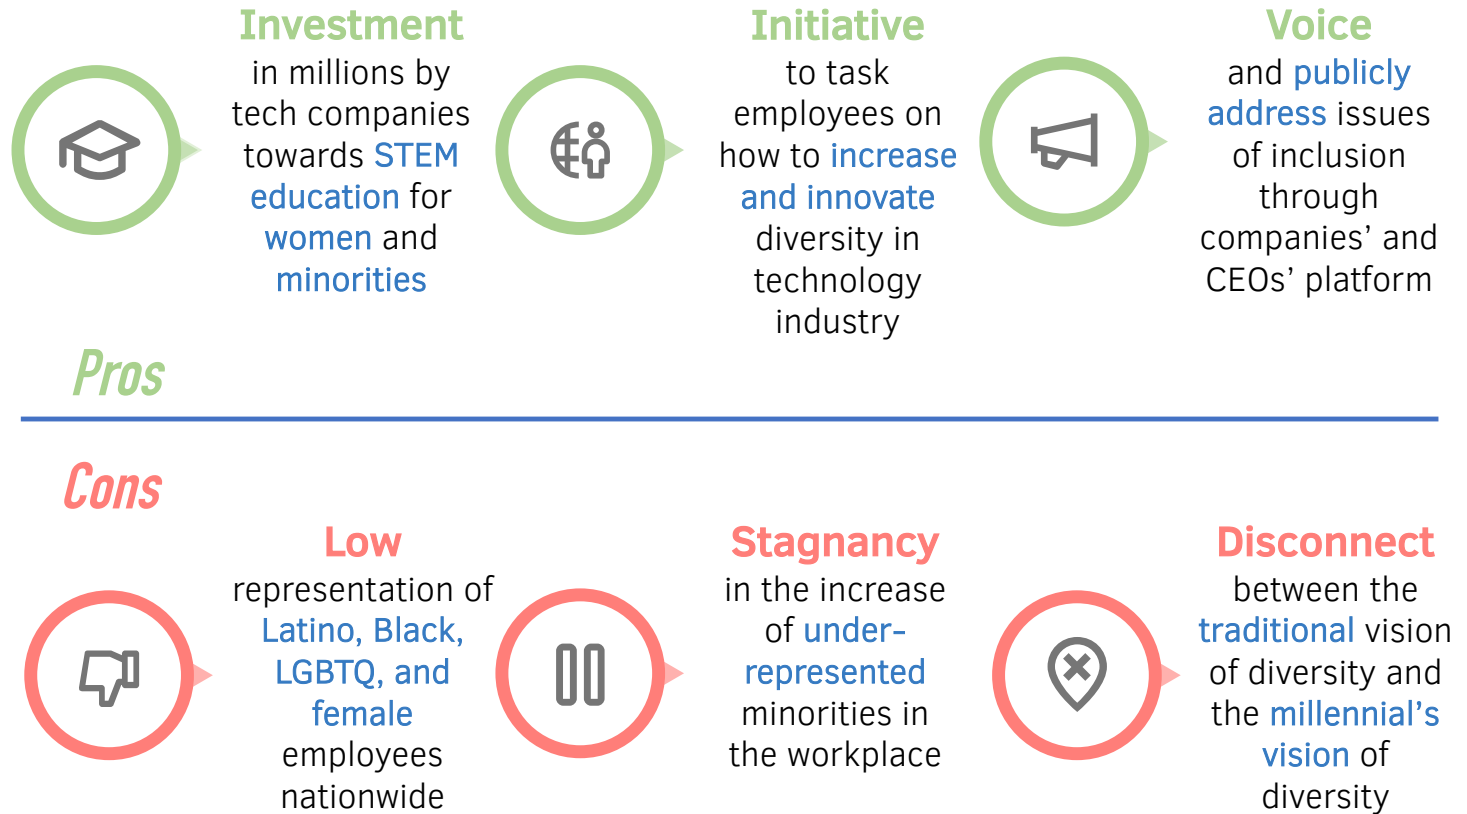 Investment
in millions by
tech companies
towards STEM
education for
women and
minorities
Initiative
to task
employees on
how to increase
and innovate
diversity in
technology
industry
Voice
and publicly
address issues
of inclusion
through
companies’ and
CEOs’ platform
Pros
Cons
Low
representation of
Latino, Black,
LGBTQ, and
female
employees
nationwide
Stagnancy
in the increase
of under-
represented
minorities in
the workplace
Disconnect
between the
traditional vision
of diversity and
the millennial’s
vision of
diversity